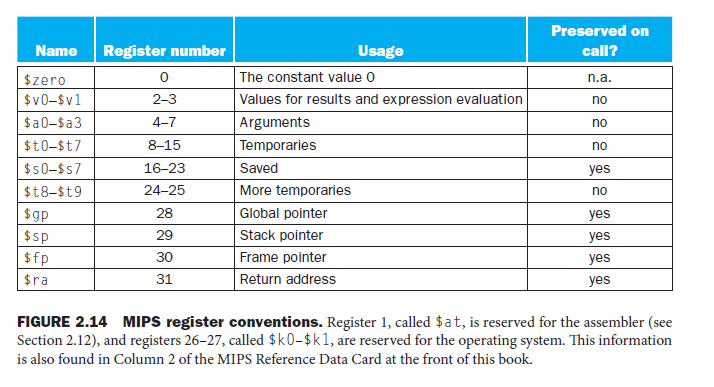 Name Register number Usage Preserved on call?
$zero 0 The constant value 0 n.a.
$v0–$v1 2–3 Values for results and expression evaluation no
$a0–$a3 4–7 Arguments no
$t0–$t7 8–15 Temporaries no
$s0–$s7 16–23 Saved yes
$t8–$t9 24–25 More temporaries no
$gp 28 Global pointer yes
$sp 29 Stack pointer yes
$fp 30 Frame pointer yes
$ra 31 Return address yes
FIGURE 2.14 MIPS register conventions. Register 1, called $at, is reserved for the assembler (see
Section 2.12), and registers 26–27, called $k0–$k1, are reserved for the operating system. This information
is also found in Column 2 of the MIPS Reference Data Card at the front of this book.